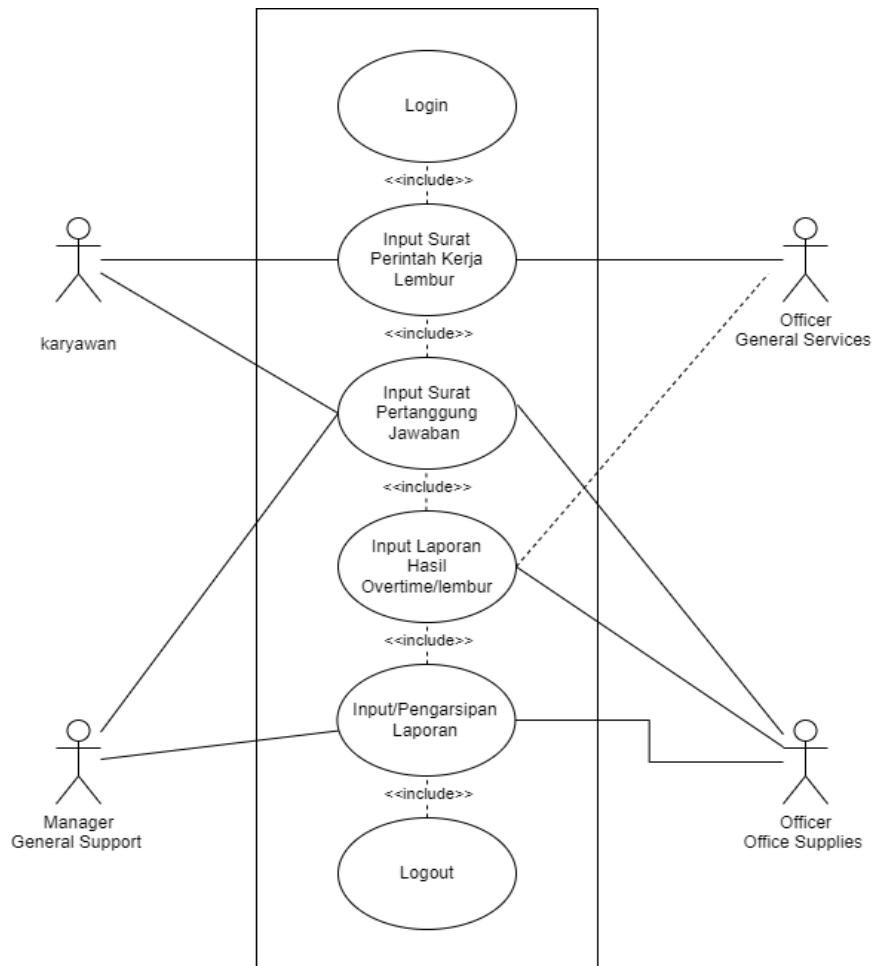 Login
<<include>>
Input Surat
Perintah Kerja
Lembur
karyawan
Officer
General Services
<<include>>
Input Surat
Pertanggung
Jawaban
<<include>>
Input Laporan
Hasil
Overtime/lembur
<<include>>
Input/Pengarsipan
Laporan
Manager
General Support
Officer
Office Supplies
<<include>>
Logout